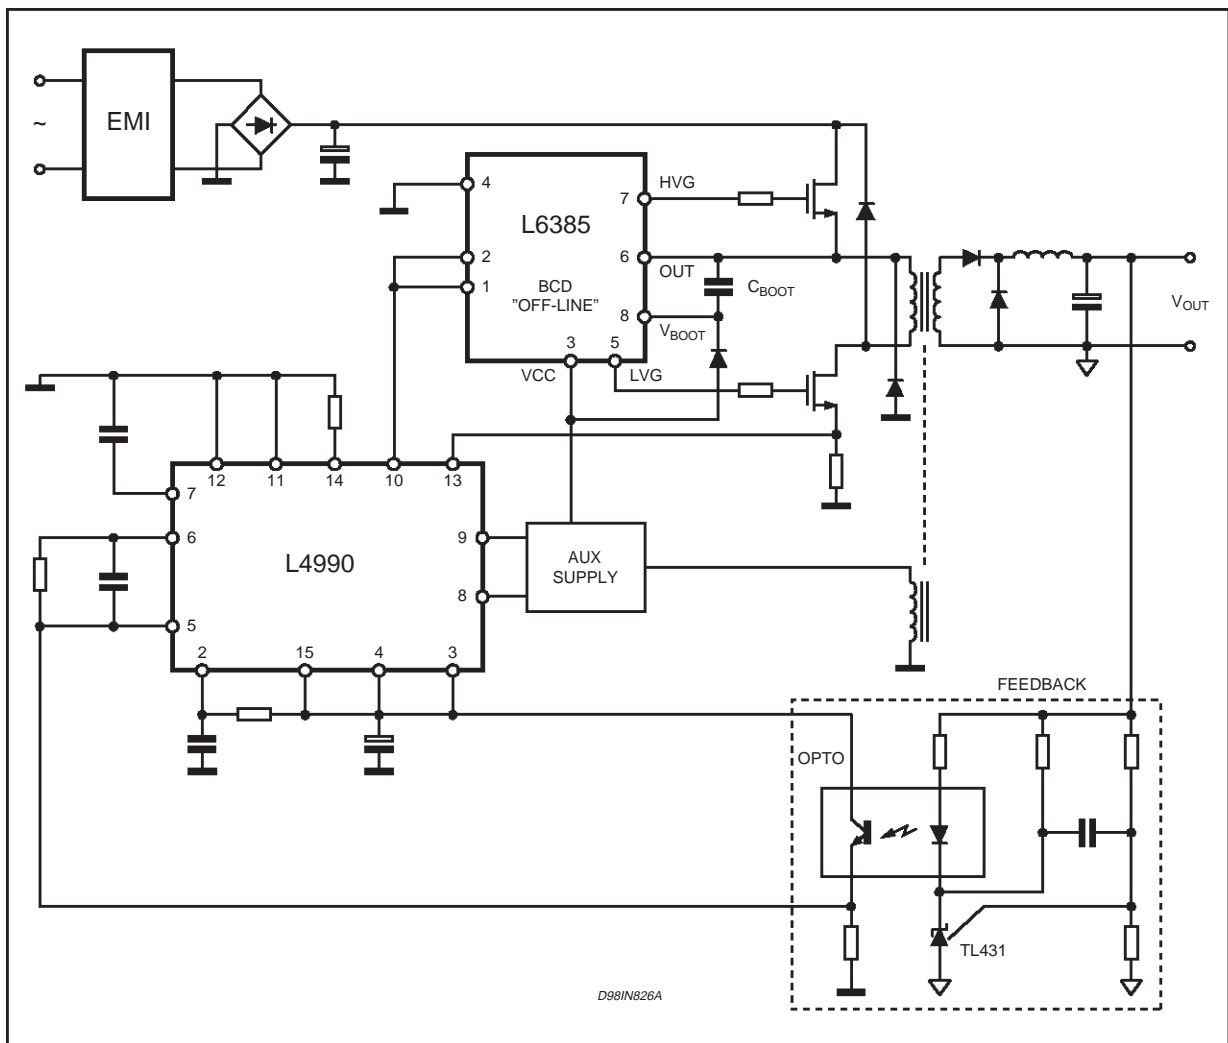 EMI
~
4
L6385
7
HVG
2
6
OUT
1
BCD
"OFF-LINE"
CBOOT
8
VBOOT
3
5
VCC
LVG
VOUT
12
11
14
10
13
7
6
L4990
9
AUX
SUPPLY
8
5
2
15
4
3
FEEDBACK
OPTO
TL431
D98IN826A